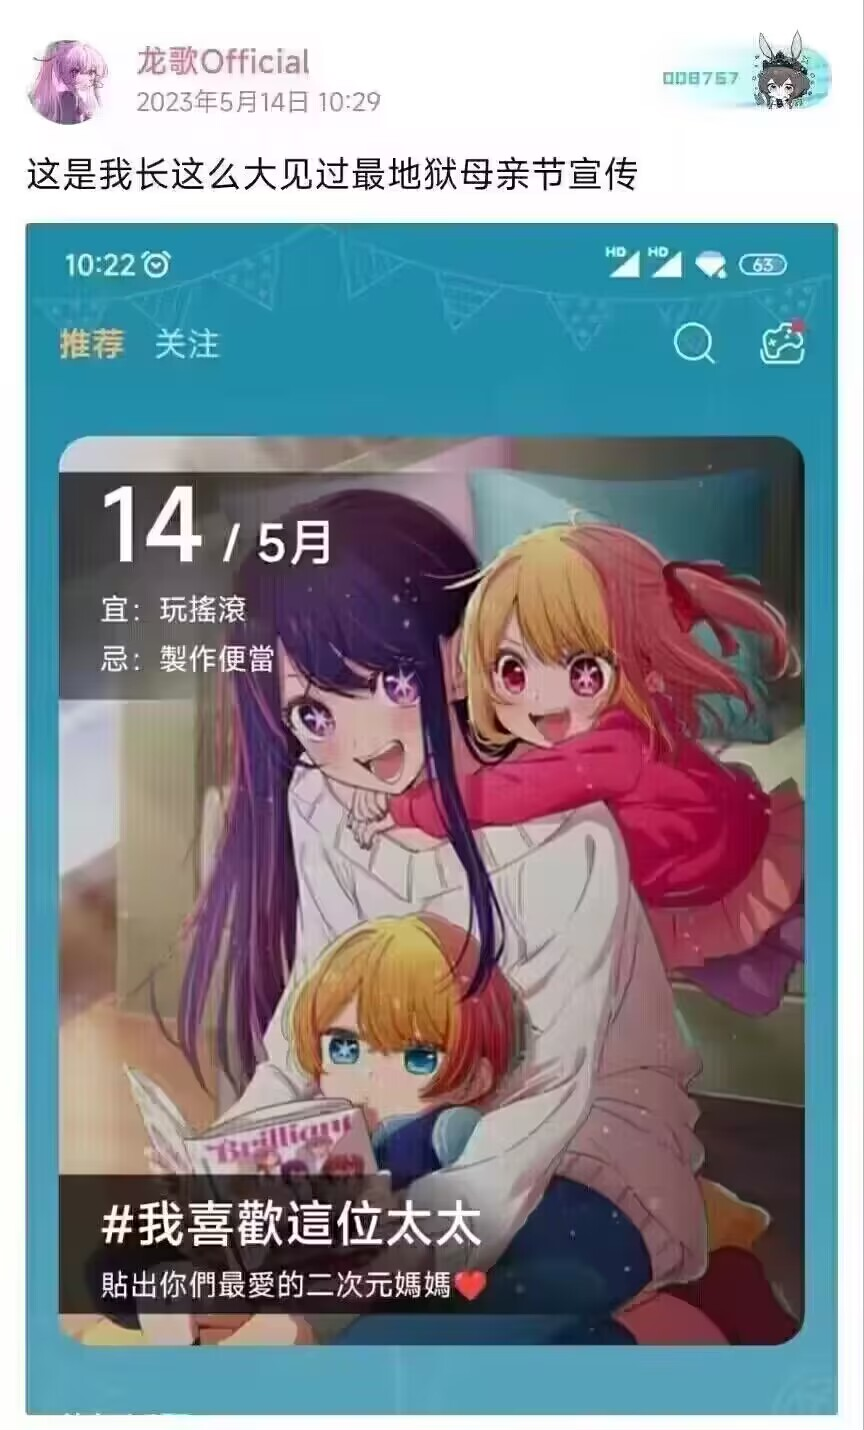 龙歌Official
2023年5月14日 10:29
008757
这是我长这么大见过最地狱母亲节宣传
10:22
HD HD 63
推荐 关注
14 / 5月
宜：玩搖滾
忌：製作便當
Brilliant
#我喜歡這位太太
貼出你們最愛的二次元媽媽❤️